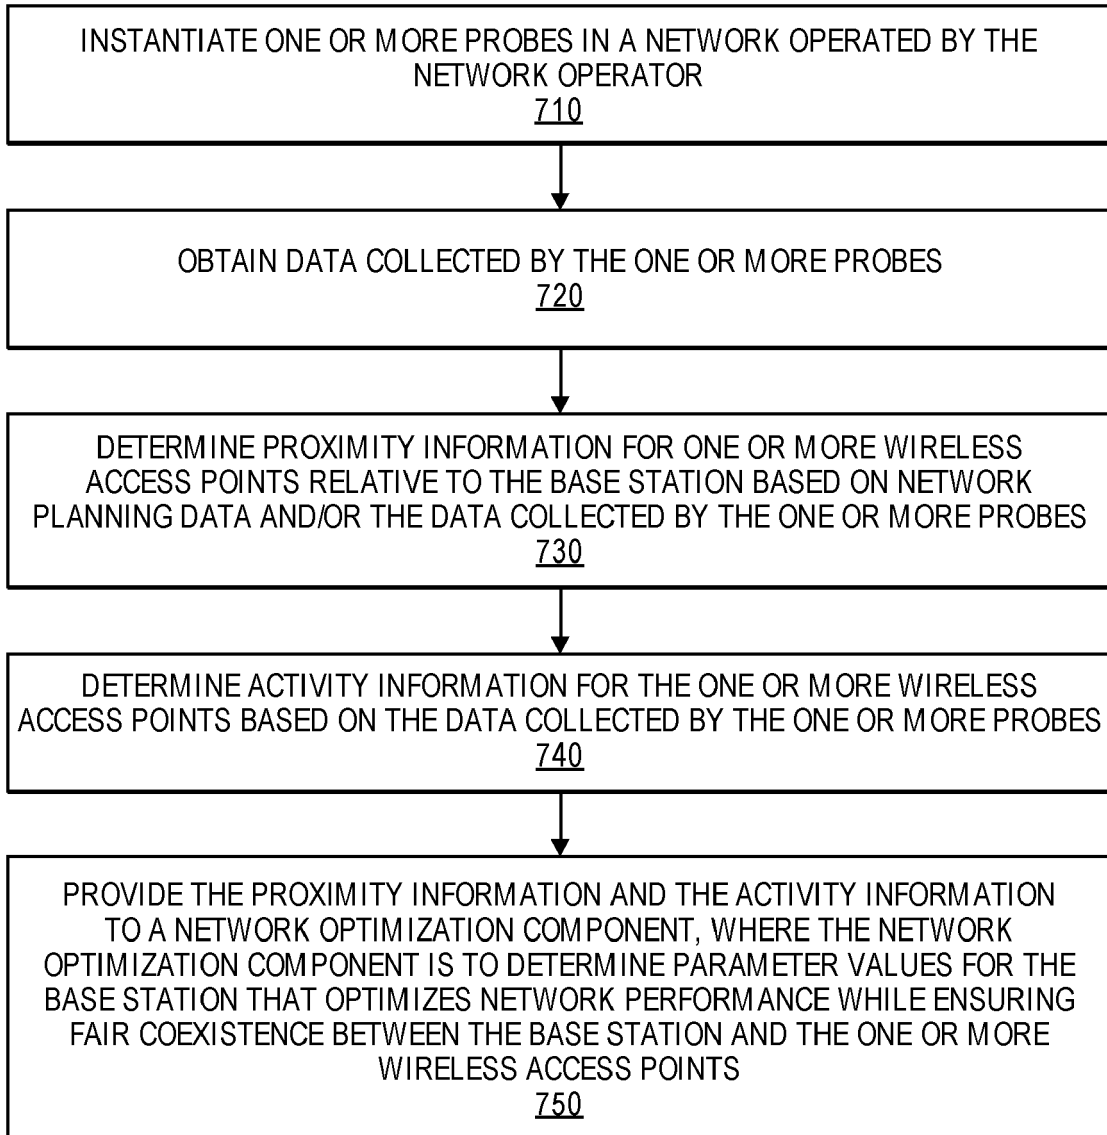 INSTANTIATE ONE OR MORE PROBES IN A NETWORK OPERATED BY THE
NETWORK OPERATOR
710
OBTAIN DATA COLLECTED BY THE ONE OR MORE PROBES
720
DETERMINE PROXIMITY INFORMATION FOR ONE OR MORE WIRELESS
ACCESS POINTS RELATIVE TO THE BASE STATION BASED ON NETWORK
PLANNING DATA AND/OR THE DATA COLLECTED BY THE ONE OR MORE PROBES
730
DETERMINE ACTIVITY INFORMATION FOR THE ONE OR MORE WIRELESS
ACCESS POINTS BASED ON THE DATA COLLECTED BY THE ONE OR MORE PROBES
740
PROVIDE THE PROXIMITY INFORMATION AND THE ACTIVITY INFORMATION
TO A NETWORK OPTIMIZATION COMPONENT, WHERE THE NETWORK
OPTIMIZATION COMPONENT IS TO DETERMINE PARAMETER VALUES FOR THE
BASE STATION THAT OPTIMIZES NETWORK PERFORMANCE WHILE ENSURING
FAIR COEXISTENCE BETWEEN THE BASE STATION AND THE ONE OR MORE
WIRELESS ACCESS POINTS
750